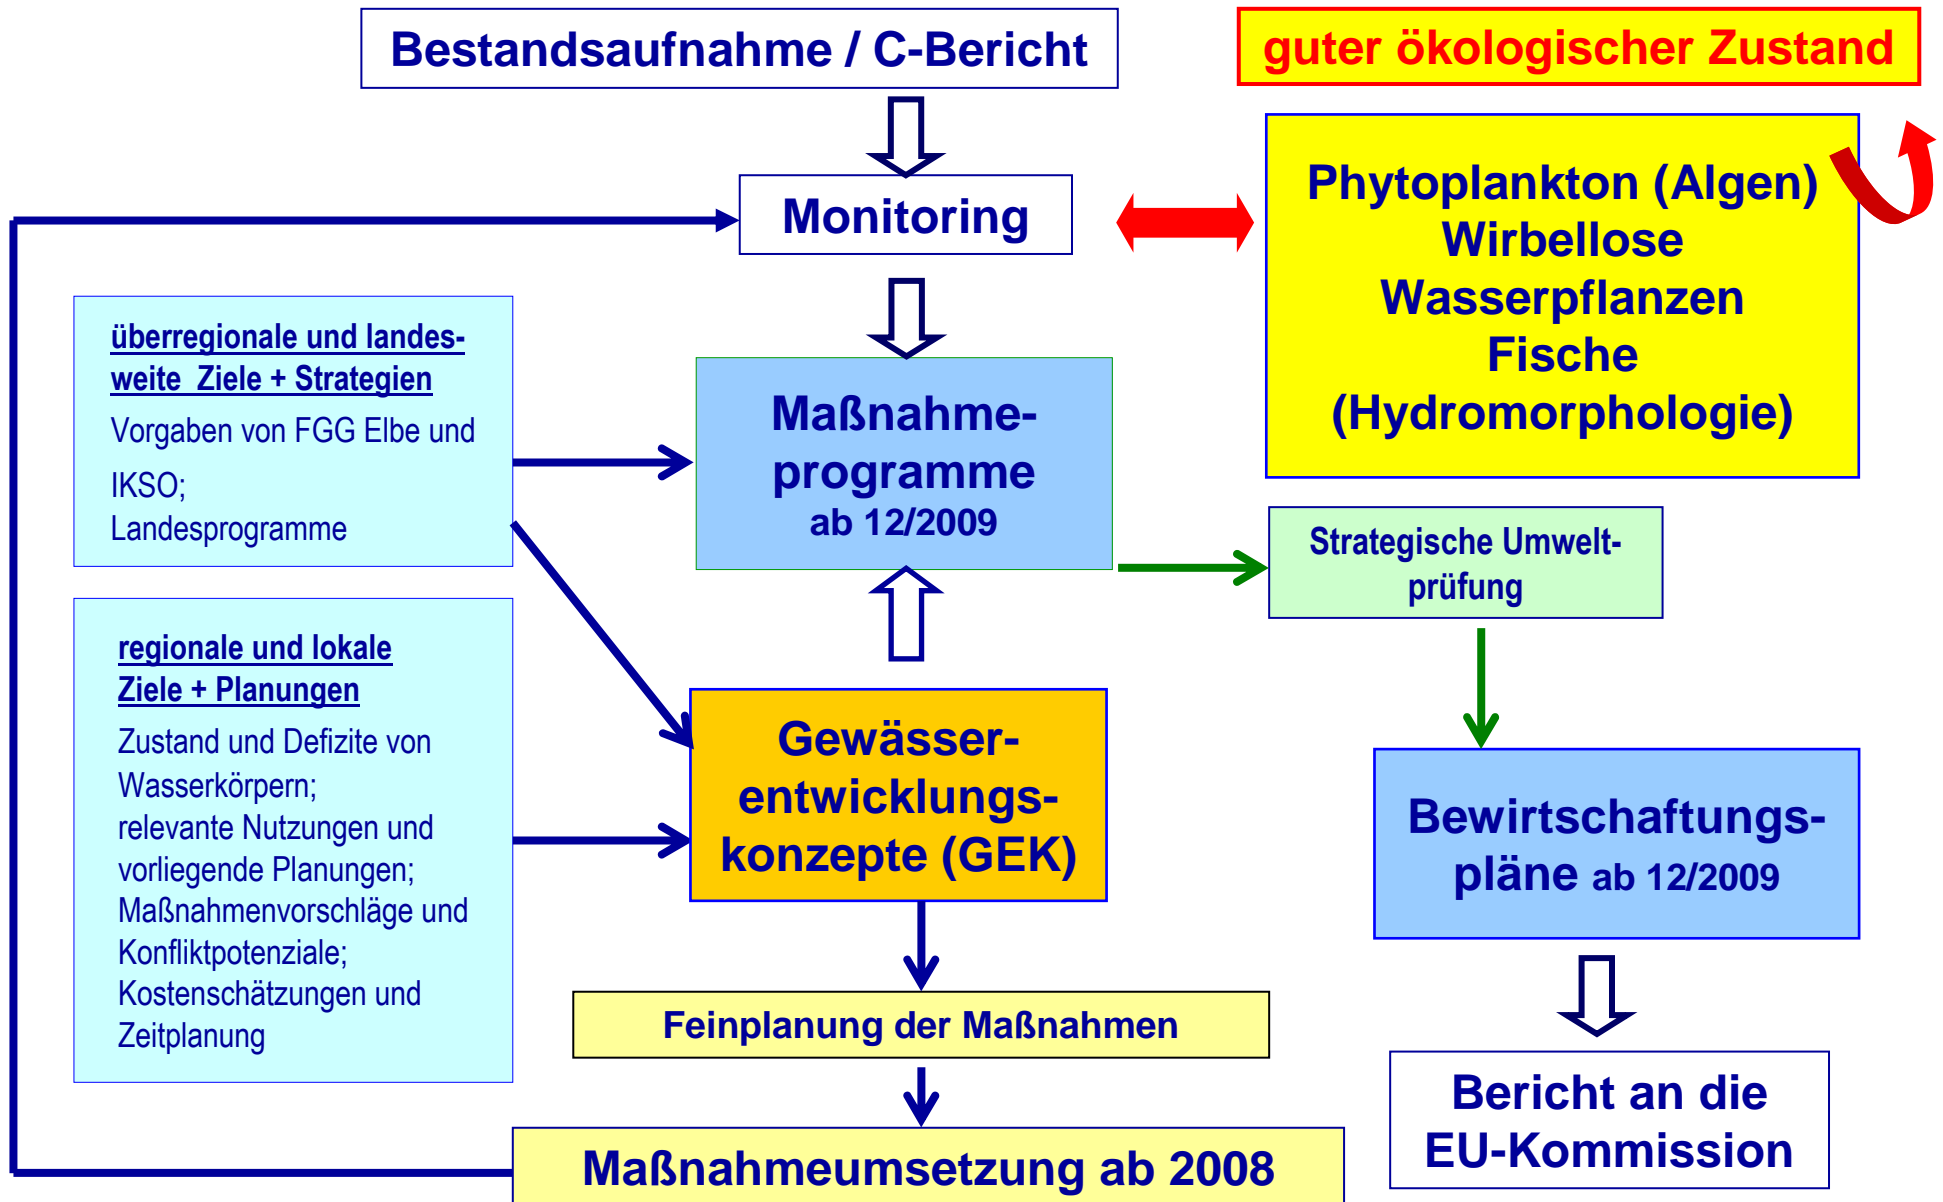 Bestandsaufnahme / C-Bericht
guter ökologischer Zustand
Monitoring
Phytoplankton (Algen)
Wirbellose
Wasserpflanzen
Fische
(Hydromorphologie)
überregionale und landes-
weite Ziele + Strategien
Vorgaben von FGG Elbe und
IKSO;
Landesprogramme
Maßnahme-
programme
ab 12/2009
Strategische Umwelt-
prüfung
regionale und lokale
Ziele + Planungen
Zustand und Defizite von
Wasserkörpern;
relevante Nutzungen und
vorliegende Planungen;
Maßnahmenvorschläge und
Konfliktpotenziale;
Kostenschätzungen und
Zeitplanung
Gewässer-
entwicklungs-
konzepte (GEK)
Bewirtschaftungs-
pläne ab 12/2009
Feinplanung der Maßnahmen
Maßnahmeumsetzung ab 2008
Bericht an die
EU-Kommission